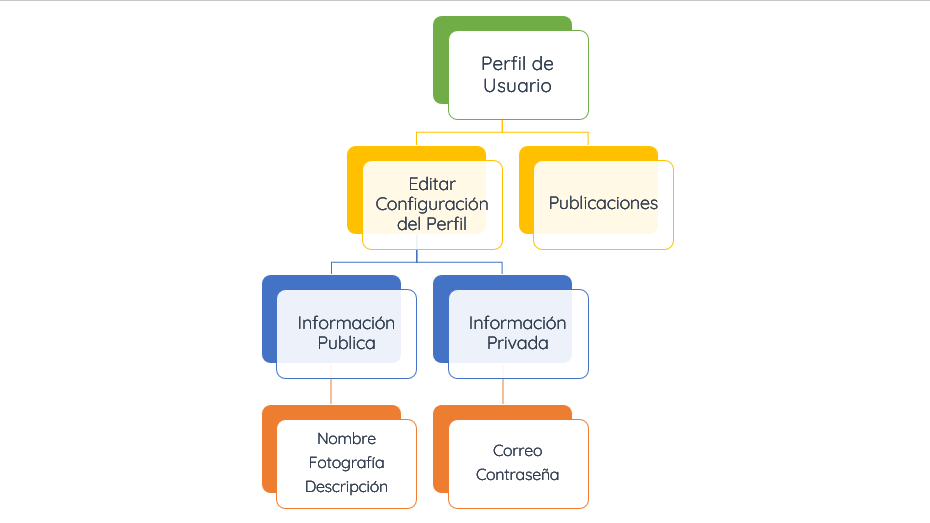 Perfil de
Usuario
Editar
Configuración
del Perfil
Publicaciones
Información
Publica
Información
Privada
Nombre
Fotografía
Descripción
Correo
Contraseña